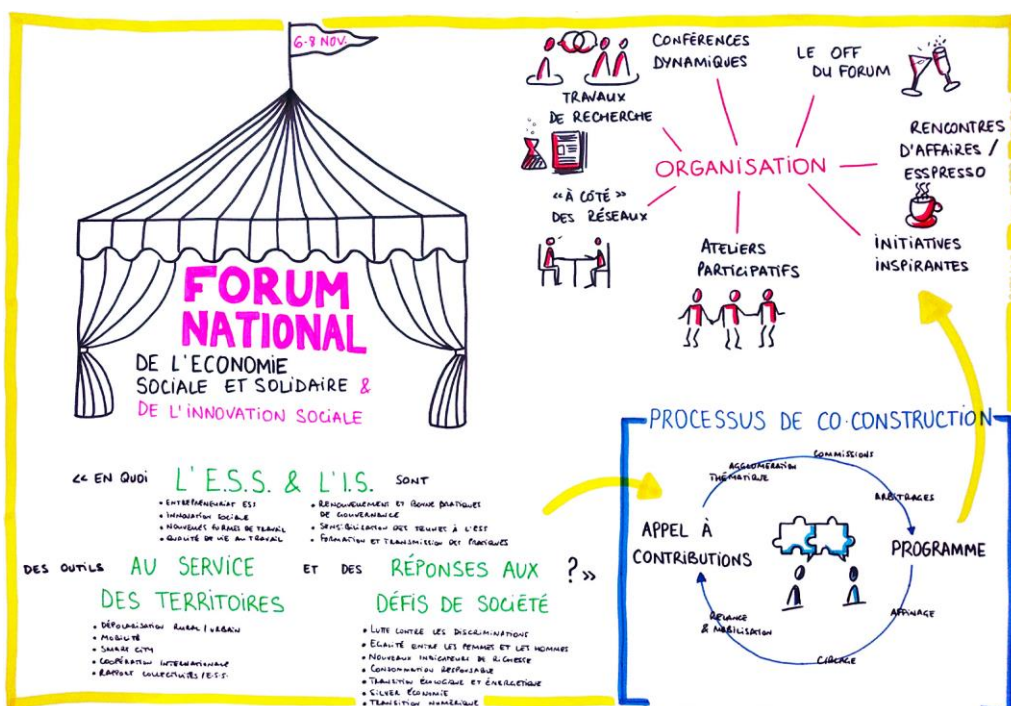 6-8 NOV.
FORUM
NATIONAL
DE L'ECONOMIE
SOCIALE ET SOLIDAIRE &
DE L'INNOVATION SOCIALE
CONFÉRENCES
DYNAMIQUES
LE OFF
DU FORUM
TRAVAUX
DE RECHERCHE
RENCONTRES
D'AFFAIRES /
ESSPRESSO
ORGANISATION
«À CÔTÉ»
DES RÉSEAUX
ATELIERS
PARTICIPATIFS
INITIATIVES
INSPIRANTES
« EN QUOI L'E.S.S. & L'I.S. SONT
• ENTREPRENEURIAT ESS
• INNOVATION SOCIALE
• NOUVELLES FORMES DE TRAVAIL
• QUALITÉ DE VIE AU TRAVAIL
• RENOUVELLEMENT ET BONNE PRATIQUES
DE GOUVERNANCE
• SENSIBILISATION DES JEUNES À L'ESS
• FORMATION ET TRANSMISSION DES PRATIQUES
DES OUTILS AU SERVICE ET DES RÉPONSES AUX ?»
DES TERRITOIRES DÉFIS DE SOCIÉTÉ
• DÉPOLARISATION RURAL / URBAIN
• MOBILITÉ
• SMART CITY
• COOPÉRATION INTERNATIONALE
• RAPPORT COLLECTIVITÉS / E.S.S.
• LUTTE CONTRE LES DISCRIMINATIONS
• EGALITÉ ENTRE LES FEMMES ET LES HOMMES
• NOUVEAUX INDICATEURS DE RICHESSE
• CONSOMMATION RESPONSABLE
• TRANSITION ÉCOLOGIQUE ET ÉNERGETIQUE
• SILVER ÉCONOMIE
• TRANSITION NUMÉRIQUE
PROCESSUS DE CO-CONSTRUCTION
COMMISSIONS
AGGLOMÉRATION
THÉMATIQUE
ARBITRAGES
APPEL À
CONTRIBUTIONS
PROGRAMME
AFFINAGE
RELANCE
& MOBILISATION
CIBLAGE